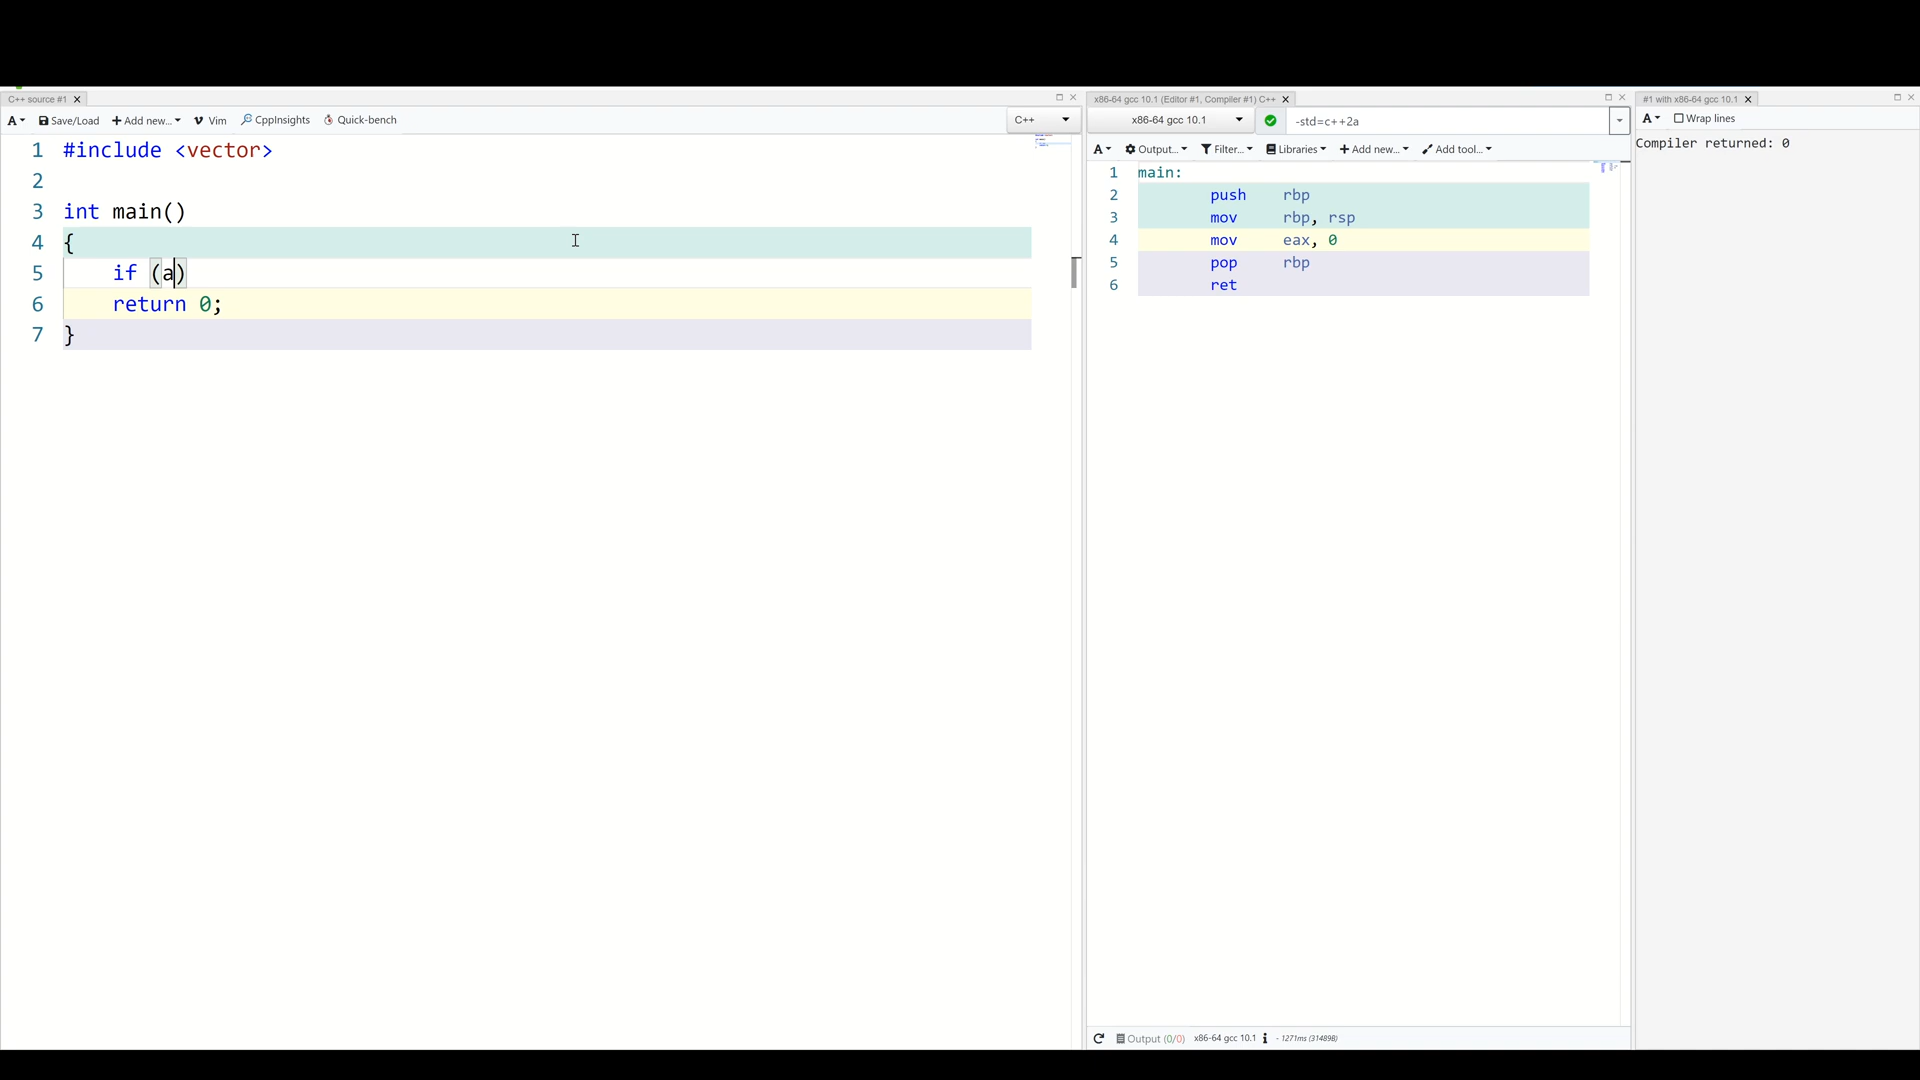 C++ source #1
A Save/Load Add new... Vim CppInsights Quick-bench C++
1 #include <vector>
2
3 int main()
4 {
5 if (a)
6 return 0;
7 }
x86-64 gcc 10.1 (Editor #1, Compiler #1) C++
x86-64 gcc 10.1 -std=c++2a
A Output... Filter... Libraries Add new... Add tool...
1 main:
2 push rbp
3 mov rbp, rsp
4 mov eax, 0
5 pop rbp
6 ret
Output (0/0) x86-64 gcc 10.1 i - 1271ms (31489B)
#1 with x86-64 gcc 10.1
A Wrap lines
Compiler returned: 0